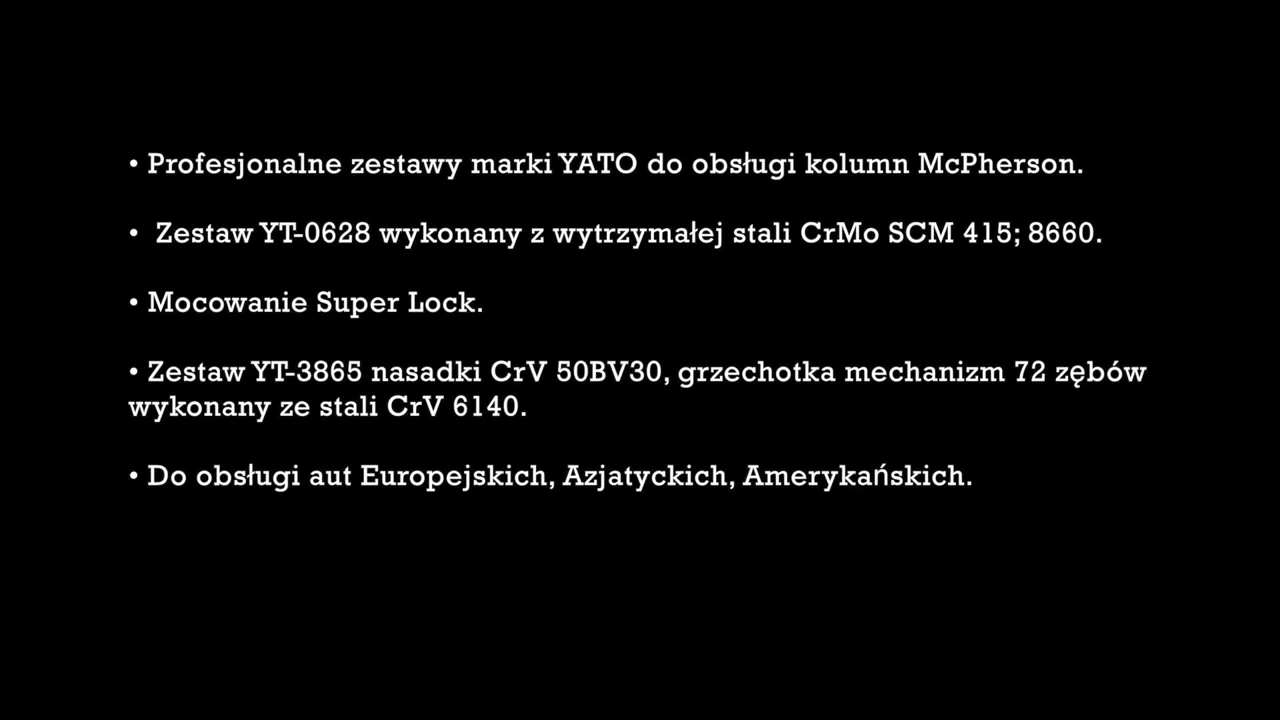 • Profesjonalne zestawy marki YATO do obsługi kolumn McPherson.
• Zestaw YT-0628 wykonany z wytrzymałej stali CrMo SCM 415; 8660.
• Mocowanie Super Lock.
• Zestaw YT-3865 nasadki CrV 50BV30, grzechotka mechanizm 72 zębów
wykonany ze stali CrV 6140.
• Do obsługi aut Europejskich, Azjatyckich, Amerykańskich.